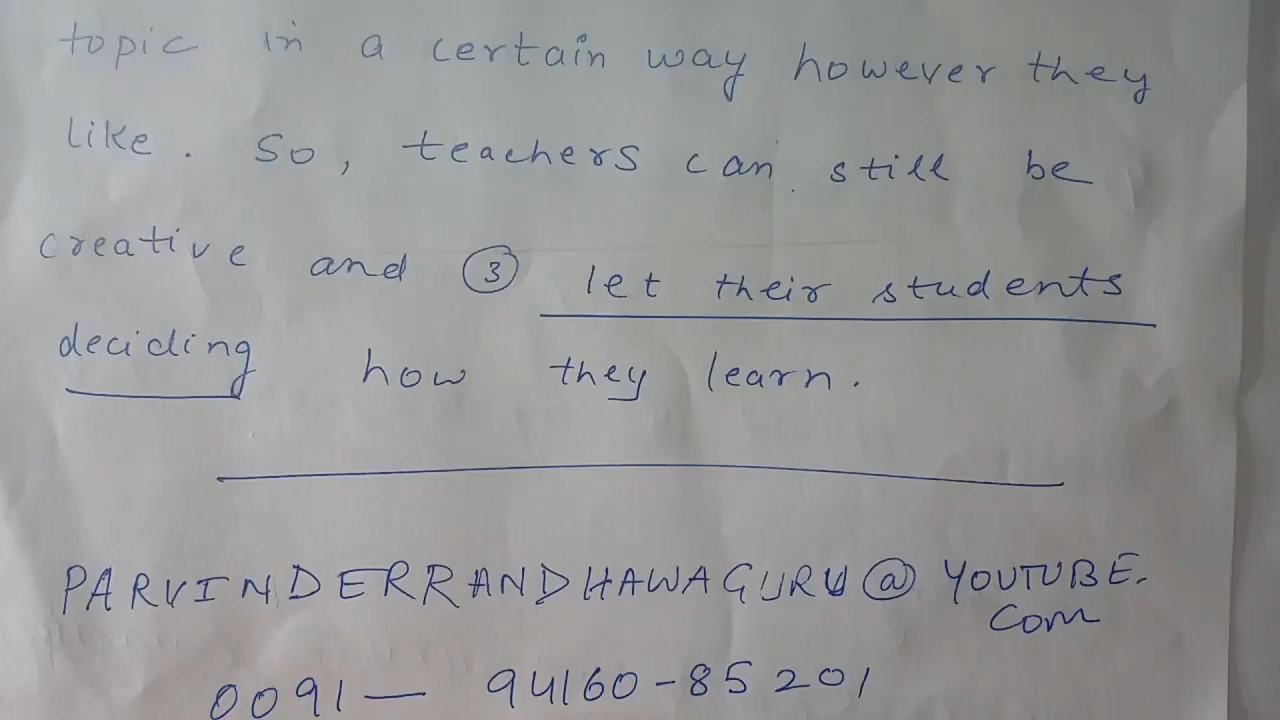 topic in a certain way however they
like. So, teachers can still be
creative and ③ let their students
deciding how they learn.
PARVINDERRANDHAWAGURU@YOUTUBE.
com
0091— 94160-85201